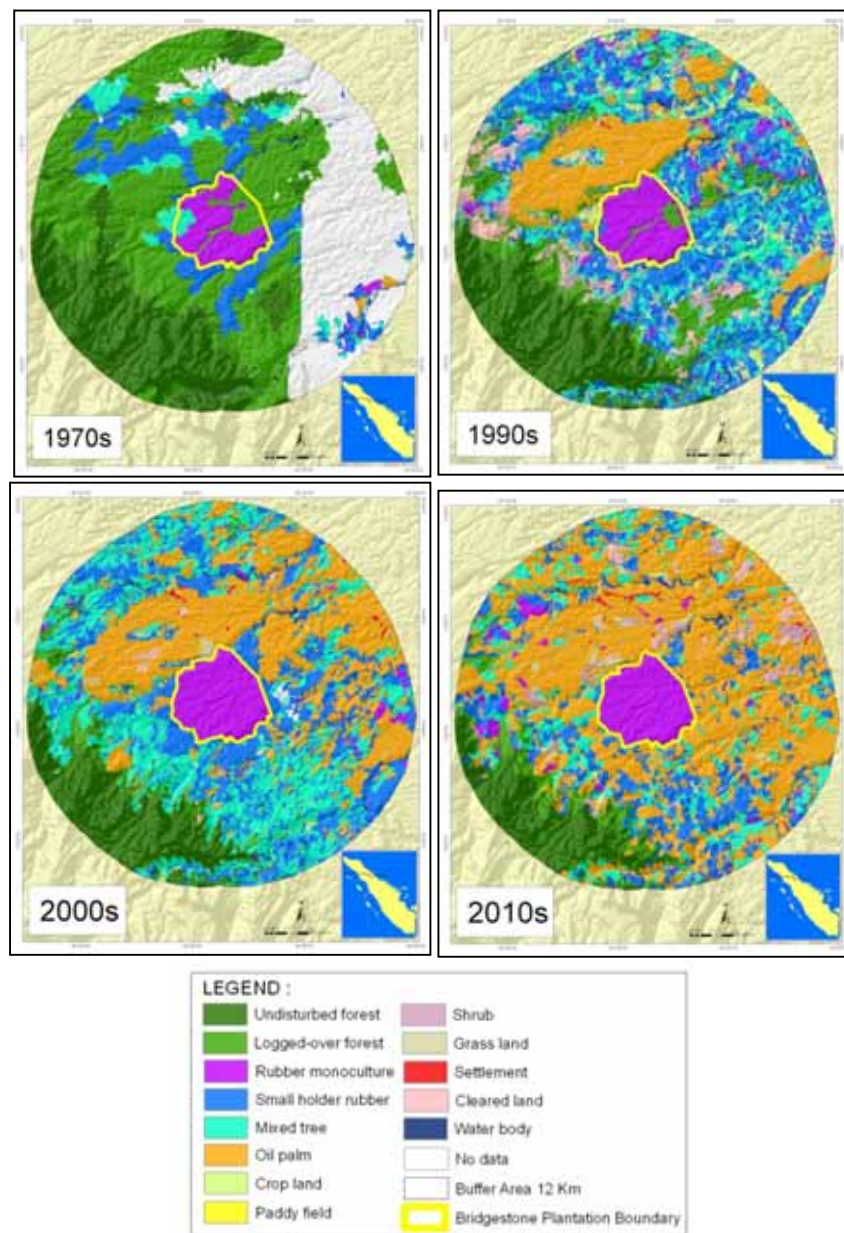 1970s
1990s
2000s
2010s
LEGEND :
Undisturbed forest
Logged-over forest
Rubber monoculture
Small holder rubber
Mixed tree
Oil palm
Crop land
Paddy field
Shrub
Grass land
Settlement
Cleared land
Water body
No data
Buffer Area 12 Km
Bridgestone Plantation Boundary